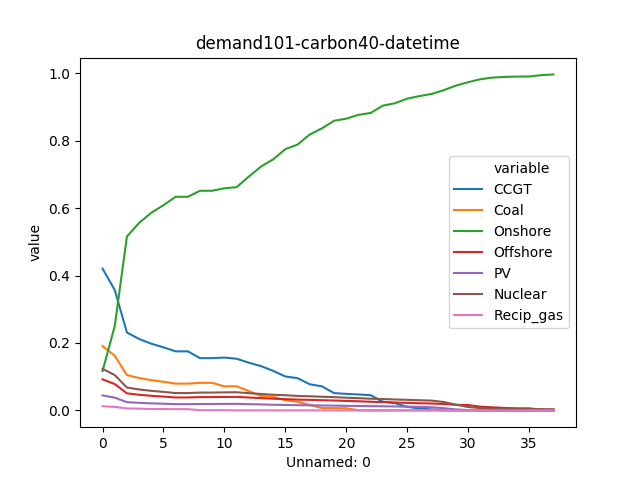 demand101-carbon40-datetime
1.0
0.8
0.6
0.4
0.2
0.0
value
variable
CCGT
Coal
Onshore
Offshore
PV
Nuclear
Recip_gas
0 5 10 15 20 25 30 35
Unnamed: 0